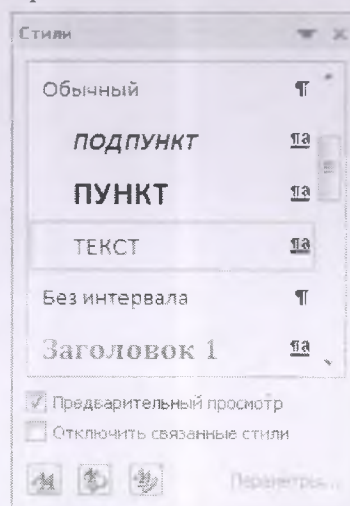 Стили
Обычный ¶
ПОДПУНКТ ¶a
ПУНКТ ¶a
ТЕКСТ ¶a
Без интервала ¶
Заголовок 1 ¶a
Предварительный просмотр
Отключить связанные стили
Параметры...